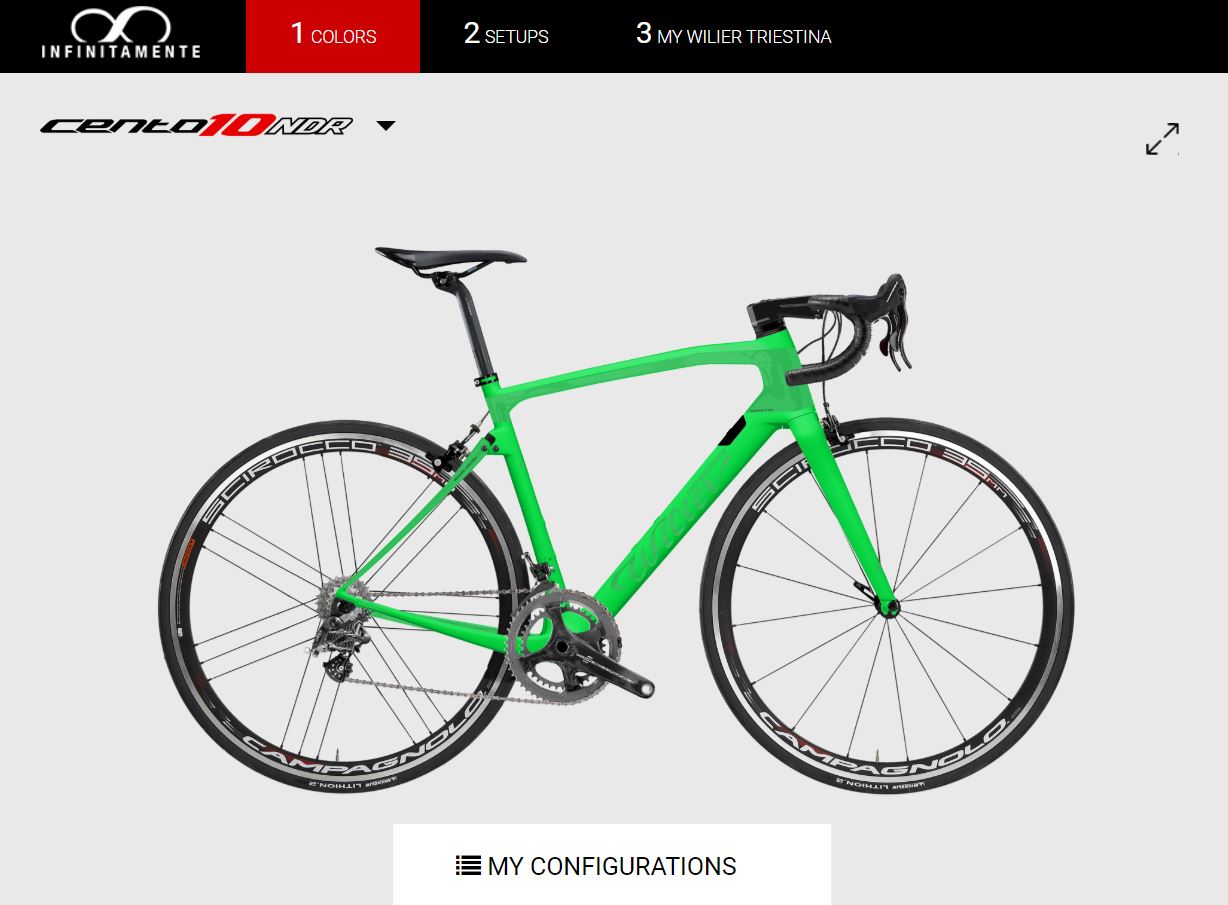 INFINITAMENTE
1 COLORS
2 SETUPS
3 MY WILIER TRIESTINA
cento10NDR
SCIROCCO 35
SCIROCCO 35
wilier
CAMPAGNOLO
CAMPAGNOLO
LITHION.2
LITHION.2
MY CONFIGURATIONS